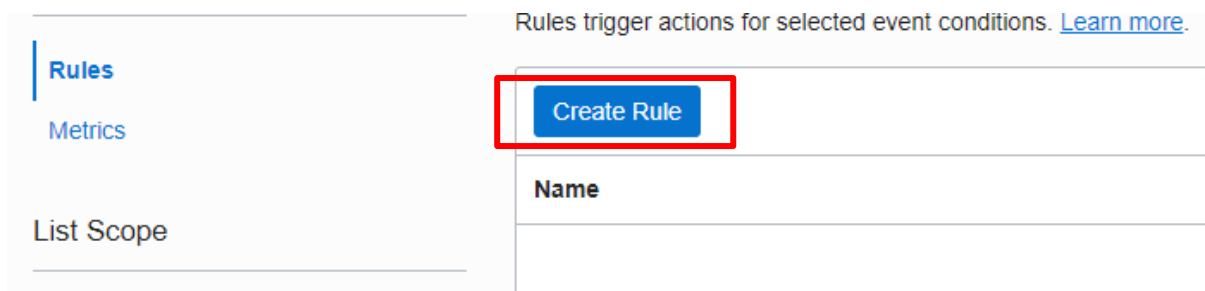 Rules trigger actions for selected event conditions. Learn more.
Rules
Metrics
Create Rule
Name
List Scope